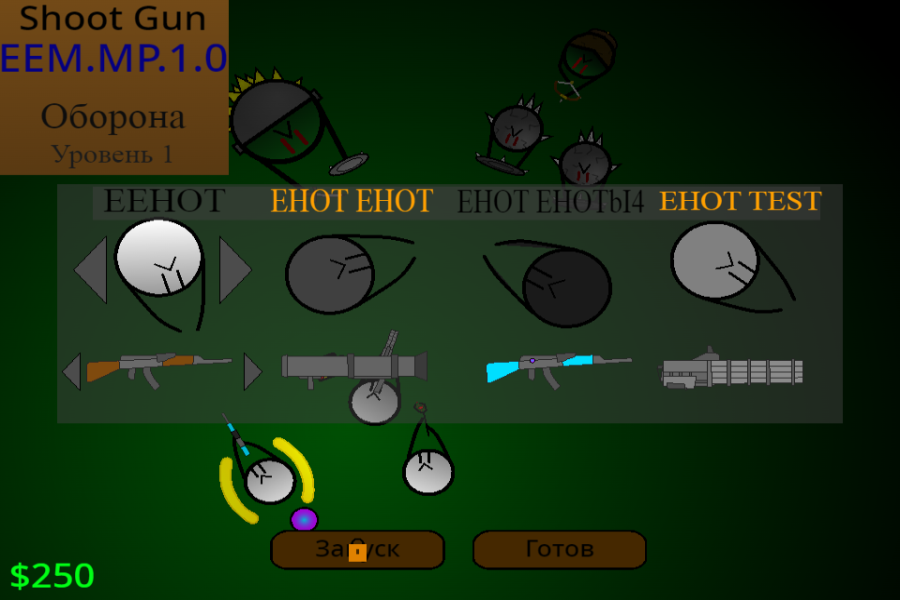 Shoot Gun
EEM.MP.1.0
Оборона
Уровень 1
ЕЕНОТ
ЕНОТ ЕНОТ
ЕНОТ ЕНОТЫ4
ЕНОТ TEST
Запуск
Готов
$250